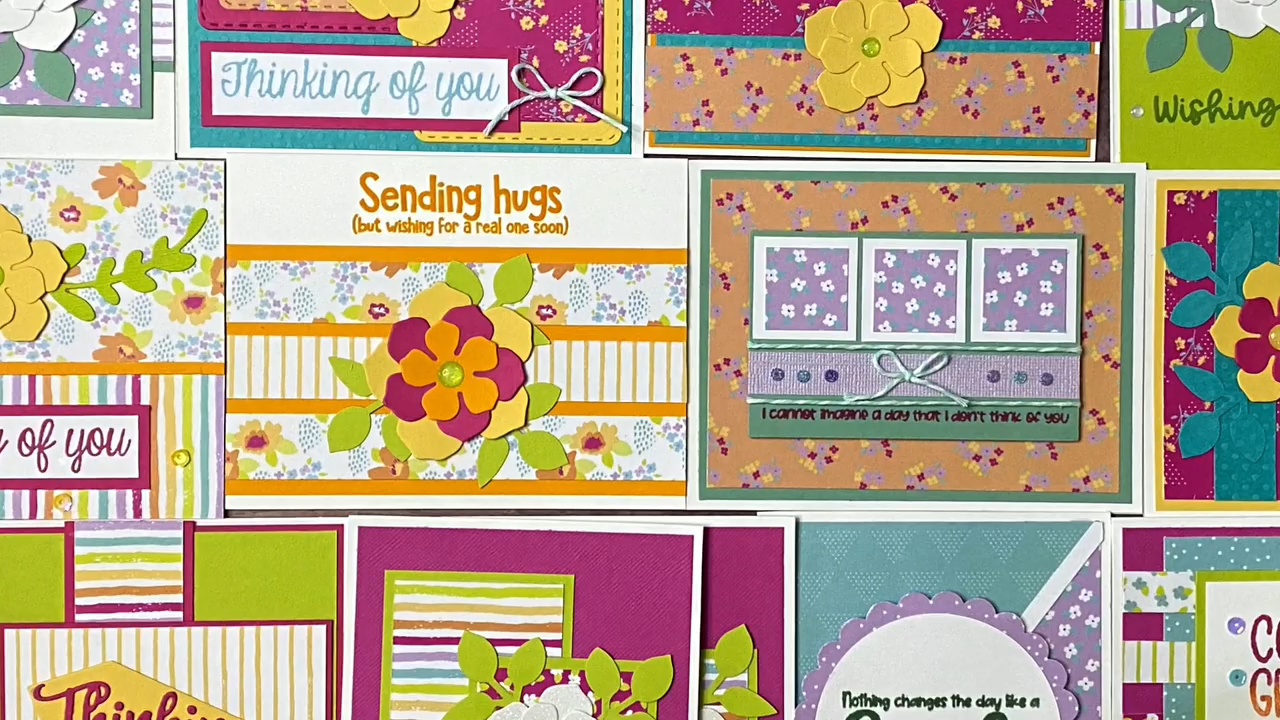 Thinking of you
Wishing
Sending hugs
(but wishing for a real one soon)
I cannot imagine a day that I don't think of you
of you
Nothing changes the day like a